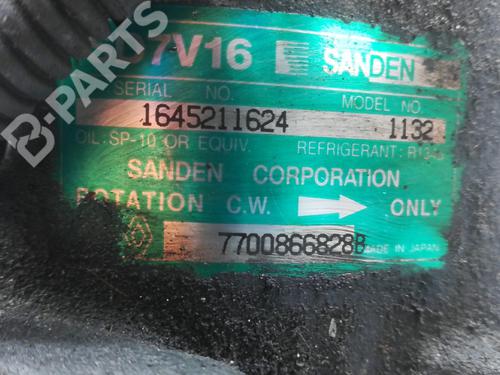 B-PARTS
7V16 SANDEN
SERIAL NO. MODEL NO.
1645211624 1132
OIL: SP-10 OR EQUIV. REFRIGERANT:
SANDEN CORPORATION
ROTATION C.W. ONLY
7700866828B MADE IN JAPAN